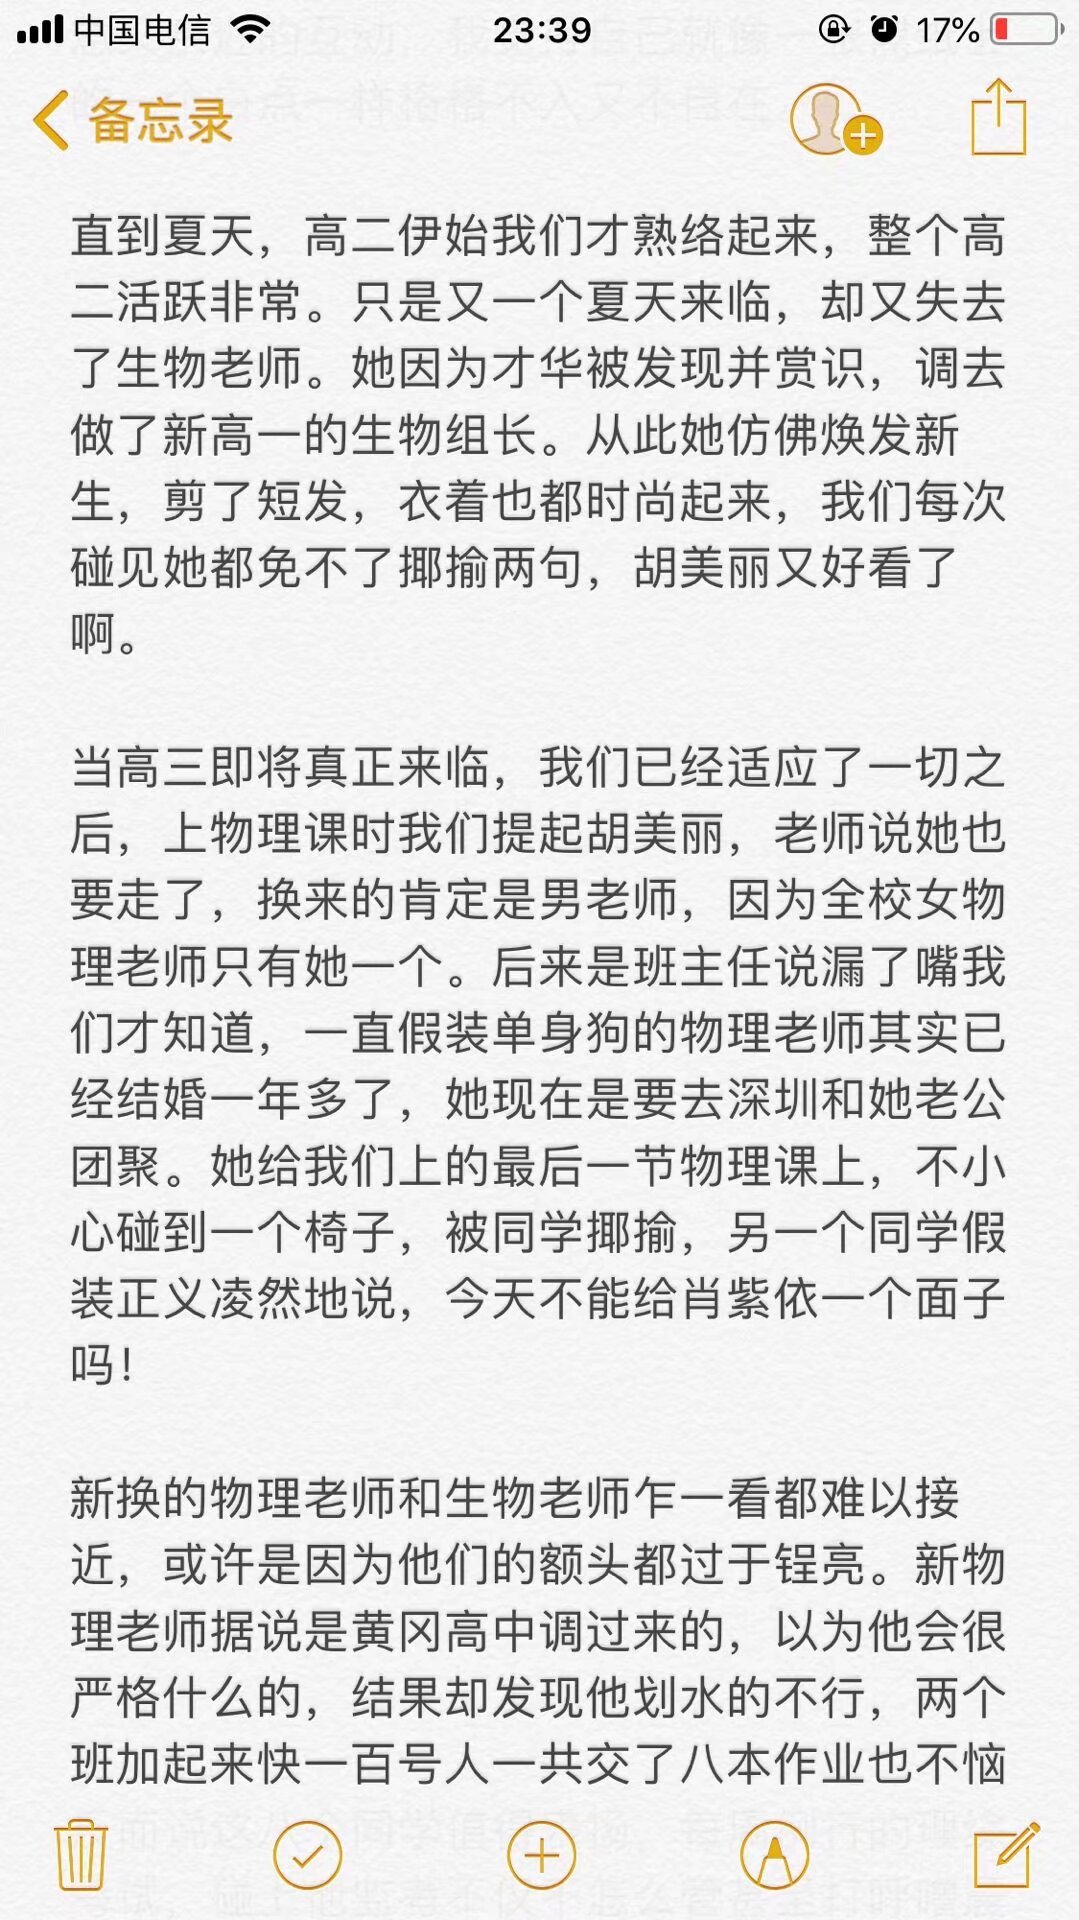 中国电信 23:39 17%
备忘录
直到夏天，高二伊始我们才熟络起来，整个高
二活跃非常。只是又一个夏天来临，却又失去
了生物老师。她因为才华被发现并赏识，调去
做了新高一的生物组长。从此她仿佛焕发新
生，剪了短发，衣着也都时尚起来，我们每次
碰见她都免不了揶揄两句，胡美丽又好看了
啊。
当高三即将真正来临，我们已经适应了一切之
后，上物理课时我们提起胡美丽，老师说她也
要走了，换来的肯定是男老师，因为全校女物
理老师只有她一个。后来是班主任说漏了嘴我
们才知道，一直假装单身狗的物理老师其实已
经结婚一年多了，她现在是要去深圳和她老公
团聚。她给我们上的最后一节物理课上，不小
心碰到一个椅子，被同学揶揄，另一个同学假
装正义凌然地说，今天不能给肖紫依一个面子
吗！
新换的物理老师和生物老师乍一看都难以接
近，或许是因为他们的额头都过于锃亮。新物
理老师据说是黄冈高中调过来的，以为他会很
严格什么的，结果却发现他划水的不行，两个
班加起来快一百号人一共交了八本作业也不恼